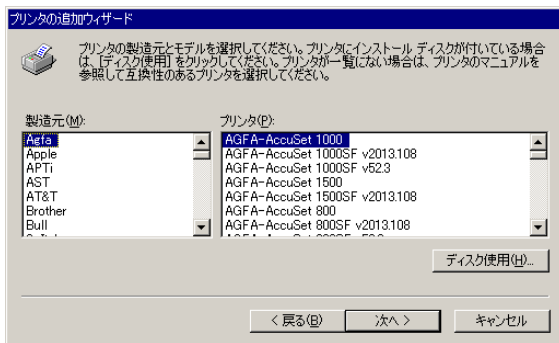 プリンタの追加ウィザード
プリンタの製造元とモデルを選択してください。プリンタにインストール ディスクが付いている場合
は、[ディスク使用] をクリックしてください。プリンタが一覧にない場合は、プリンタのマニュアルを
参照して互換性のあるプリンタを選択してください。
製造元(M):
プリンタ(P):
Agfa
Apple
APTi
AST
AT&T
Brother
Bull
AGFA-AccuSet 1000
AGFA-AccuSet 1000SF v2013.108
AGFA-AccuSet 1000SF v52.3
AGFA-AccuSet 1500
AGFA-AccuSet 1500SF v2013.108
AGFA-AccuSet 800
AGFA-AccuSet 800SF v2013.108
ディスク使用(H)...
< 戻る(B)
次へ >
キャンセル